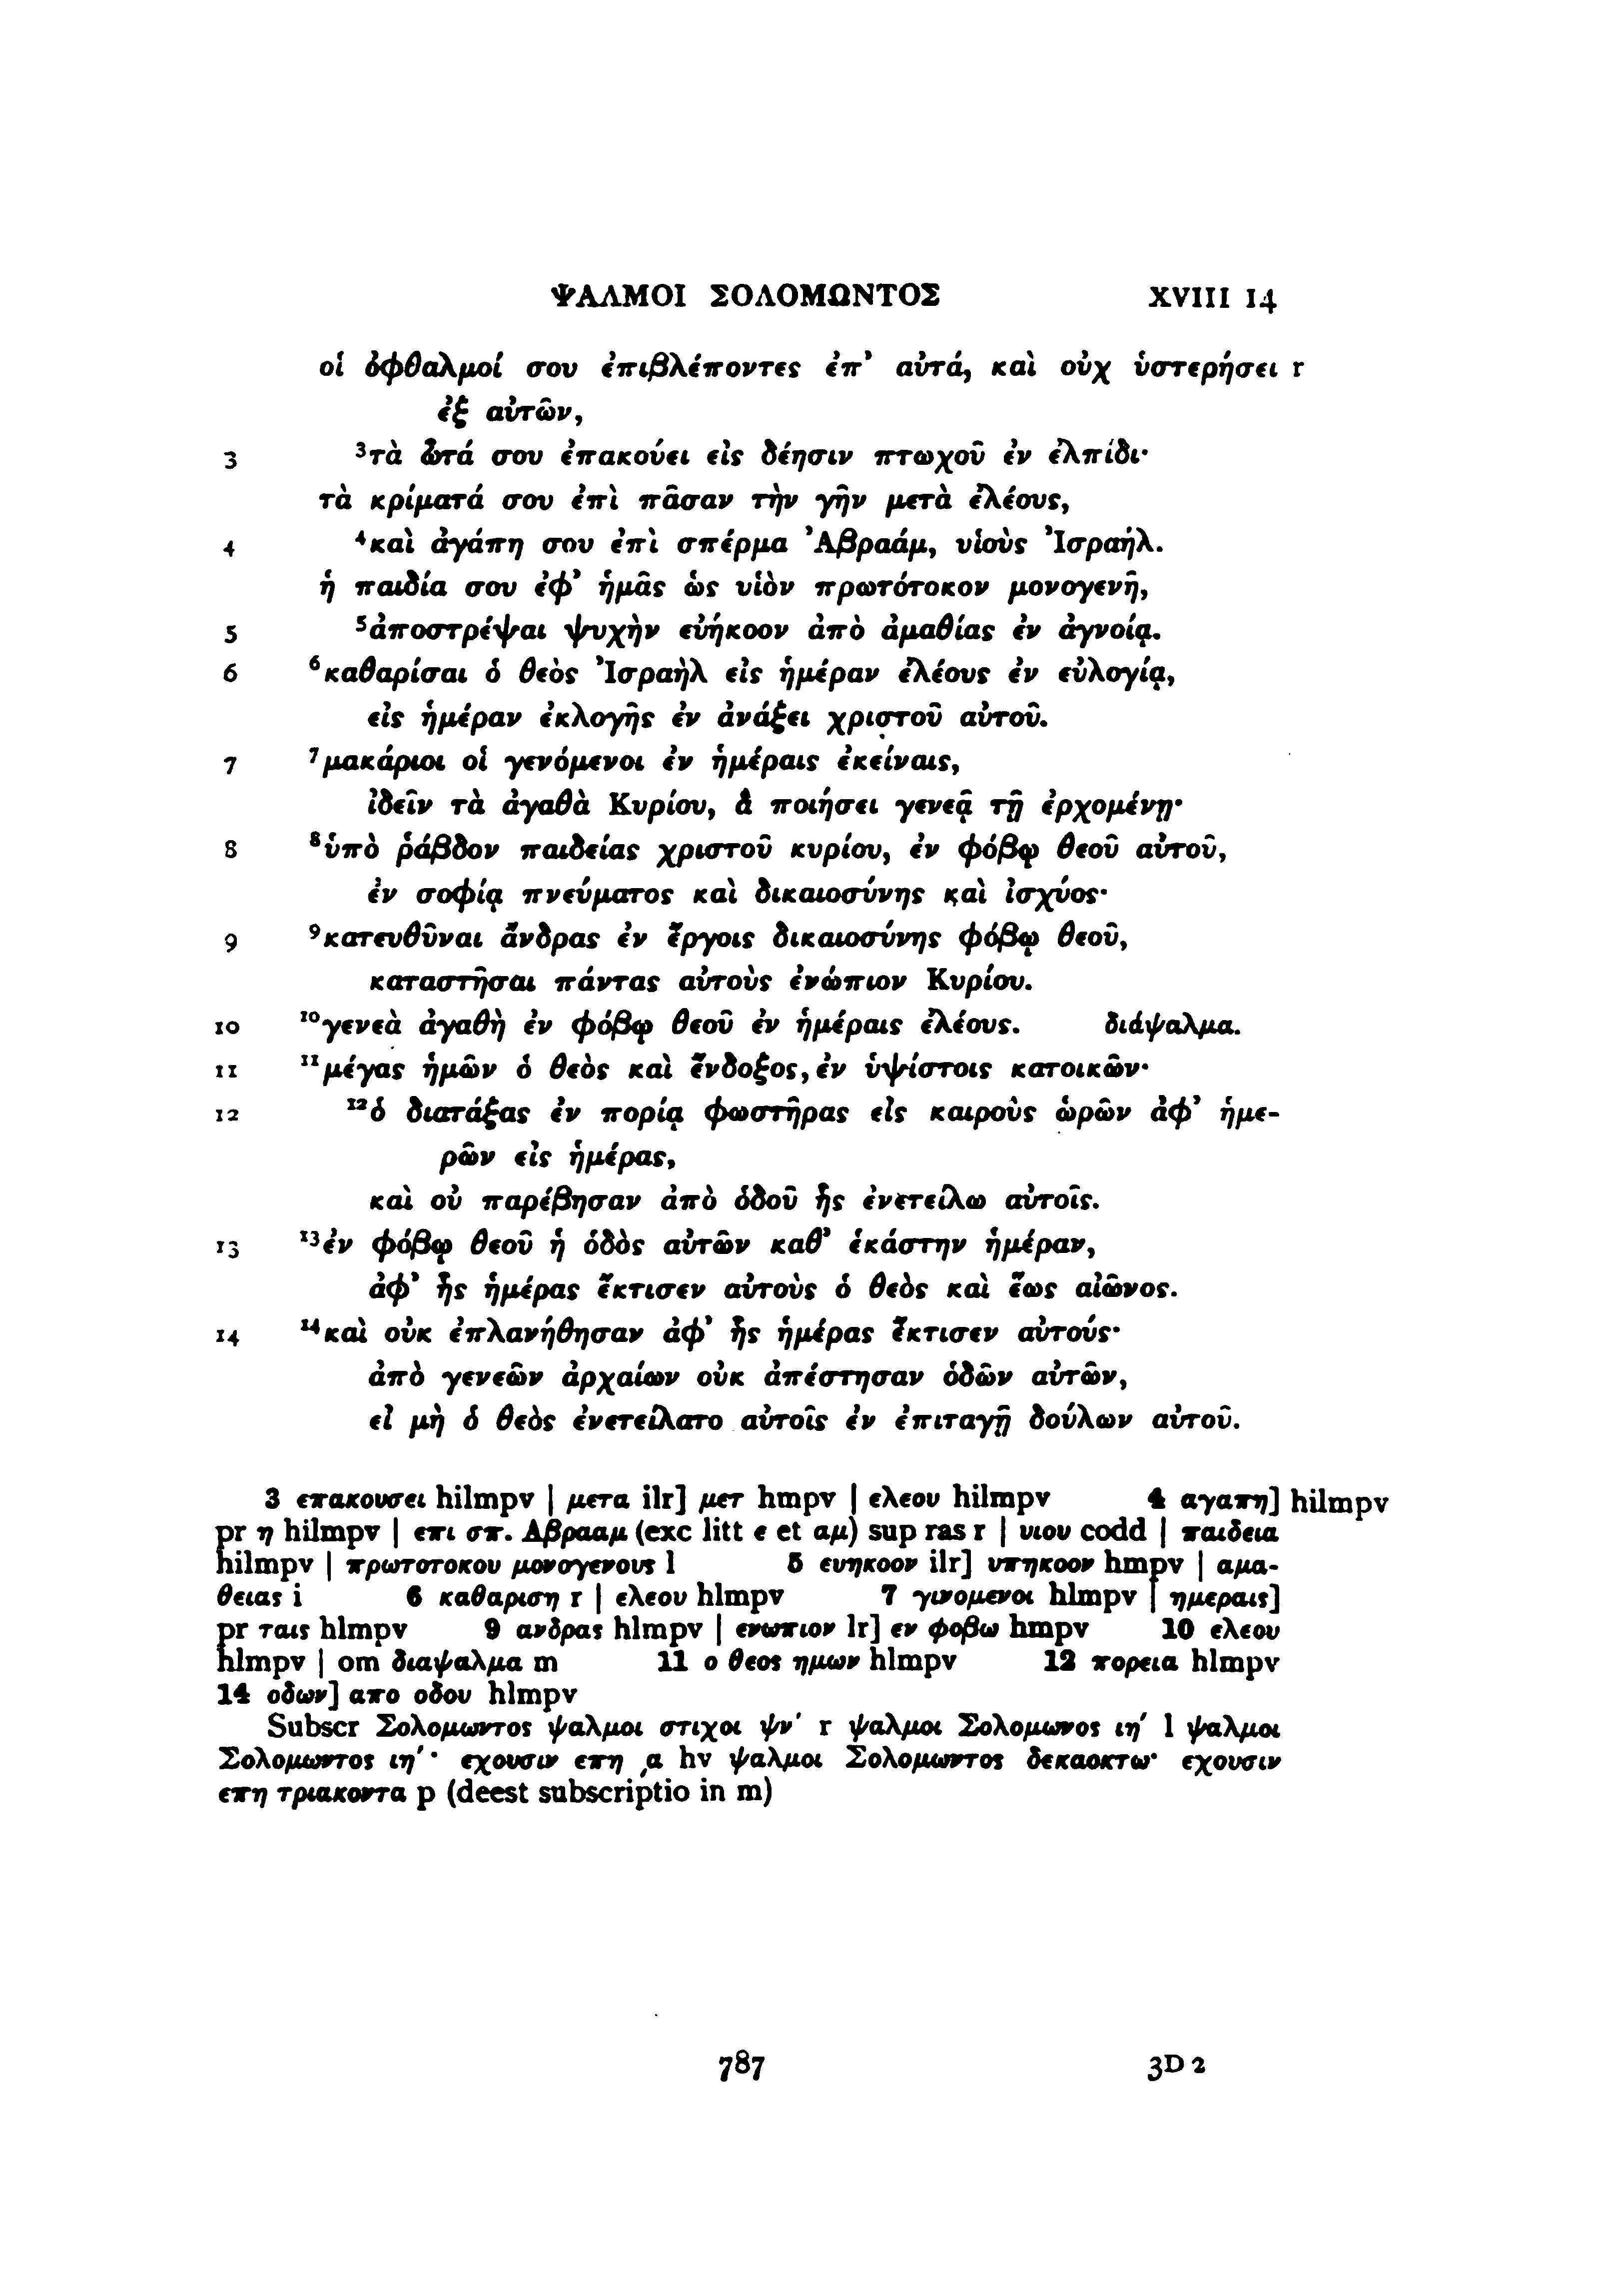 ΨΑΛΜΟΙ ΣΟΛΟΜΩΝΤΟΣ XVIII 14
οἱ ὀφθαλμοί σου ἐπιβλέποντες ἐπ’ αὐτά, καὶ οὐχ ὑστερήσει r
ἐξ αὐτῶν,
3 ³τὰ ὦτά σου ἐπακούει εἰς δέησιν πτωχοῦ ἐν ἐλπίδι·
τὰ κρίματά σου ἐπὶ πᾶσαν τὴν γῆν μετὰ ἐλέους,
4 ⁴καὶ ἀγάπη σου ἐπὶ σπέρμα Ἀβραάμ, υἱοὺς Ἰσραήλ.
ἡ παιδία σου ἐφ’ ἡμᾶς ὡς υἱὸν πρωτότοκον μονογενῆ,
5 ⁵ἀποστρέψαι ψυχὴν εὐήκοον ἀπὸ ἀμαθίας ἐν ἀγνοίᾳ.
6 ⁶καθαρίσαι ὁ θεὸς Ἰσραὴλ εἰς ἡμέραν ἐλέους ἐν εὐλογίᾳ,
εἰς ἡμέραν ἐκλογῆς ἐν ἀνάξει χριστοῦ αὐτοῦ.
7 ⁷μακάριοι οἱ γενόμενοι ἐν ἡμέραις ἐκείναις,
ἰδεῖν τὰ ἀγαθὰ Κυρίου, ἃ ποιήσει γενεᾷ τῇ ἐρχομένῃ·
8 ⁸ὑπὸ ῥάβδον παιδείας χριστοῦ κυρίου, ἐν φόβῳ θεοῦ αὐτοῦ,
ἐν σοφίᾳ πνεύματος καὶ δικαιοσύνης καὶ ἰσχύος·
9 ⁹κατευθῦναι ἄνδρας ἐν ἔργοις δικαιοσύνης φόβῳ θεοῦ,
καταστῆσαι πάντας αὐτοὺς ἐνώπιον Κυρίου.
10 ¹⁰γενεὰ ἀγαθὴ ἐν φόβῳ θεοῦ ἐν ἡμέραις ἐλέους. διάψαλμα.
11 ¹¹μέγας ἡμῶν ὁ θεὸς καὶ ἔνδοξος, ἐν ὑψίστοις κατοικῶν·
12 ¹²ὁ διατάξας ἐν πορίᾳ φωστῆρας εἰς καιροὺς ὡρῶν ἀφ’ ἡμε-
ρῶν εἰς ἡμέρας,
καὶ οὐ παρέβησαν ἀπὸ ὁδοῦ ἧς ἐνετείλω αὐτοῖς.
13 ¹³ἐν φόβῳ θεοῦ ἡ ὁδὸς αὐτῶν καθ’ ἑκάστην ἡμέραν,
ἀφ’ ἧς ἡμέρας ἔκτισεν αὐτοὺς ὁ θεὸς καὶ ἕως αἰῶνος.
14 ¹⁴καὶ οὐκ ἐπλανήθησαν ἀφ’ ἧς ἡμέρας ἔκτισεν αὐτούς·
ἀπὸ γενεῶν ἀρχαίων οὐκ ἀπέστησαν ὁδῶν αὐτῶν,
εἰ μὴ ὁ θεὸς ἐνετείλατο αὐτοῖς ἐν ἐπιταγῇ δούλων αὐτοῦ.
3 επακουσει hilmpv | μετα ilr] μετ hmpv | ελεου hilmpv 4 αγαπη] hilmpv
pr η hilmpv | επι σπ. Αβρααμ (exc litt ε et αμ) sup ras r | υιου codd | παιδεια
hilmpv | πρωτοτοκου μονογενους l 5 ευηκοον ilr] υπηκοον hmpv | αμα-
θειας i 6 καθαριση r | ελεου hlmpv 7 γινομενοι hlmpv | ημεραις]
pr ταις hlmpv 9 ανδρας hlmpv | ενωπιον lr] εν φοβω hmpv 10 ελεου
hlmpv | om διαψαλμα m 11 ο θεος ημων hlmpv 12 πορεια hlmpv
14 οδων] απο οδου hlmpv
Subscr Σολομωντος ψαλμοι στιχοι ψν′ r ψαλμοι Σολομωνος ιη′ l ψαλμοι
Σολομωντος ιη′· εχουσιν επη ͵α hv ψαλμοι Σολομωντος δεκαοκτω· εχουσιν
επη τριακοντα p (deest subscriptio in m)
787 3D 2